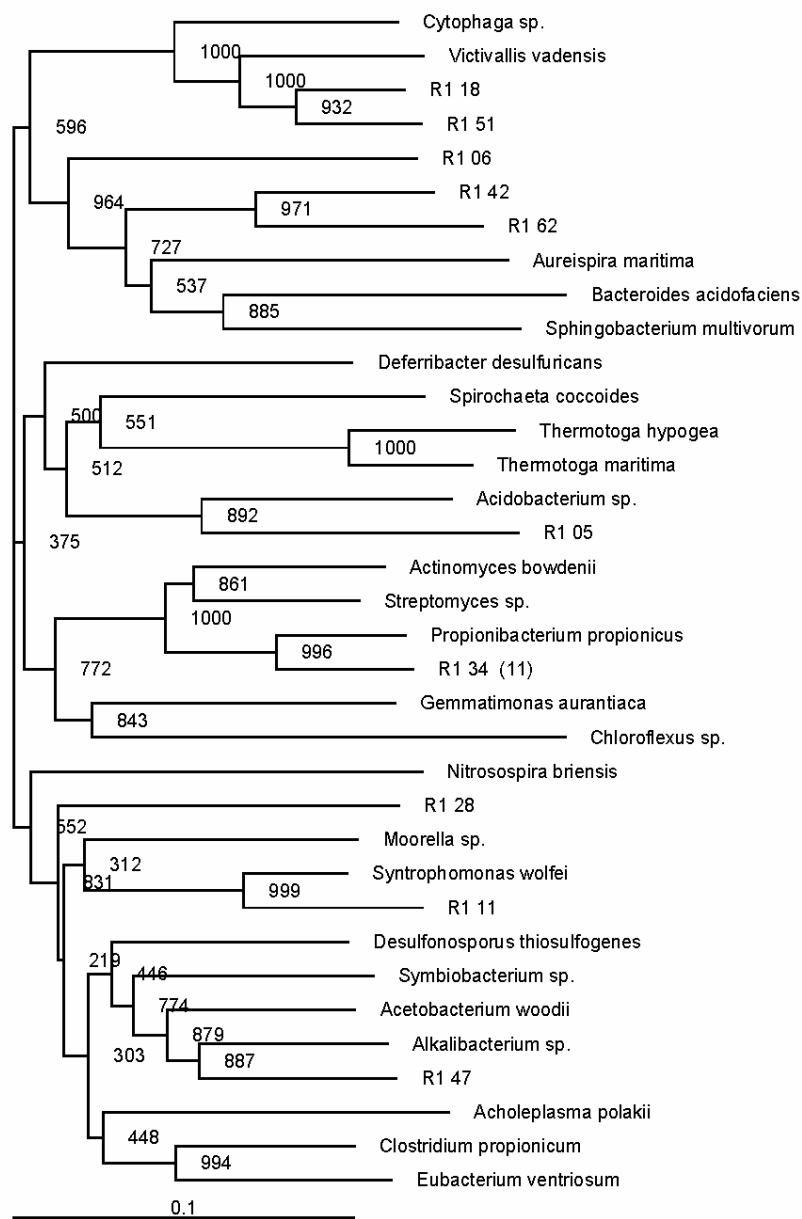 Cytophaga sp.
1000
Victivallis vadensis
1000
R1 18
932
R1 51
596
R1 06
R1 42
964
971
R1 62
727
Aureispira maritima
537
Bacteroides acidofaciens
885
Sphingobacterium multivorum
Deferribacter desulfuricans
Spirochaeta coccoides
500
551
Thermotoga hypogea
1000
Thermotoga maritima
512
Acidobacterium sp.
892
R1 05
375
Actinomyces bowdenii
861
Streptomyces sp.
1000
Propionibacterium propionicus
996
R1 34 (11)
772
Gemmatimonas aurantiaca
843
Chloroflexus sp.
Nitrosospira briensis
R1 28
552
Moorella sp.
312
Syntrophomonas wolfei
831
999
R1 11
Desulfonosporus thiosulfogenes
219
446
Symbiobacterium sp.
774
Acetobacterium woodii
879
Alkalibacterium sp.
303
887
R1 47
Acholeplasma polakii
448
Clostridium propionicum
994
Eubacterium ventriosum
0.1